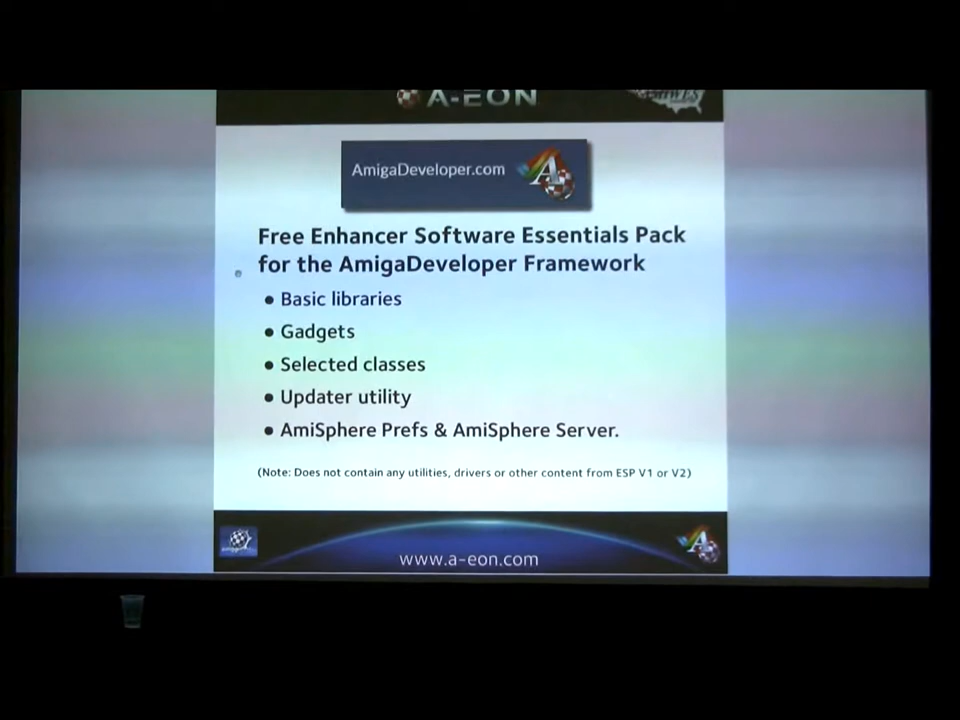 A-EON
AmigaDeveloper.com
Free Enhancer Software Essentials Pack
for the AmigaDeveloper Framework
• Basic libraries
• Gadgets
• Selected classes
• Updater utility
• AmiSphere Prefs & AmiSphere Server.
(Note: Does not contain any utilities, drivers or other content from ESP V1 or V2)
www.a-eon.com